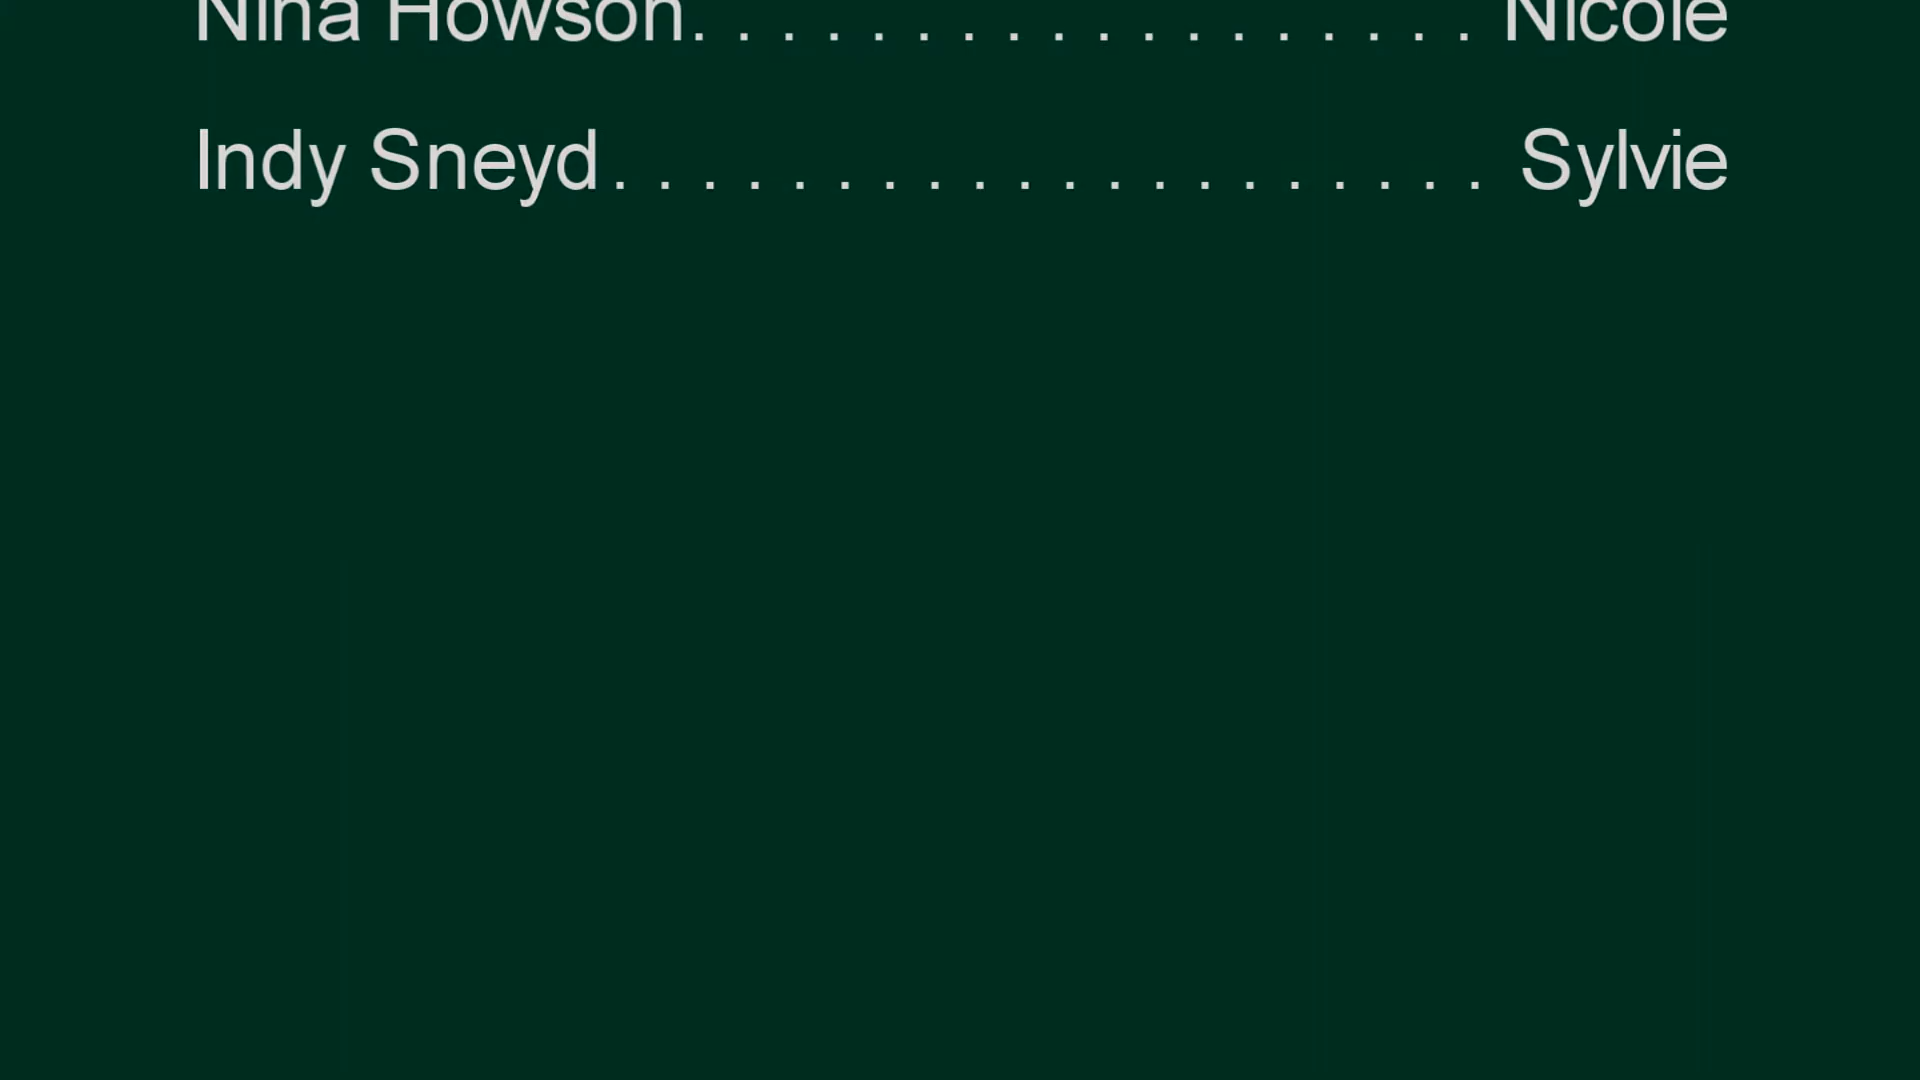 Nina Howson. . . . . . . . . . . . . . . . . . Nicole
Indy Sneyd. . . . . . . . . . . . . . . . . . . . Sylvie